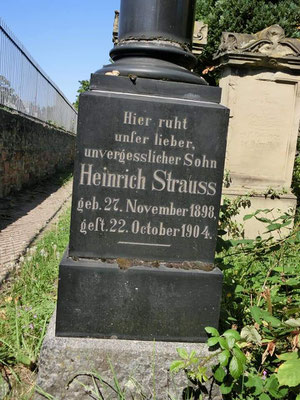 Hier ruht
unser lieber,
unvergesslicher Sohn
Heinrich Strauss
geb. 27. November 1898,
gest. 22. October 1904.